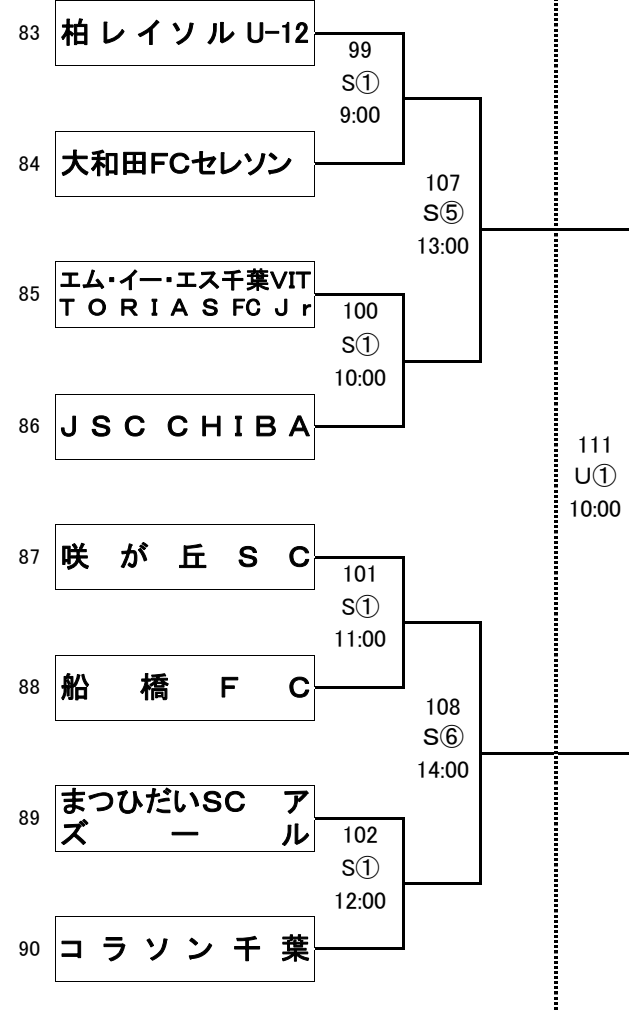 83 柏レイソルU-12
99
S①
9:00
84 大和田FCセレソン
107
S⑤
13:00
85 エム・イー・エス千葉VIT
TORIAS FC Jr
100
S①
10:00
86 JSC CHIBA
111
U①
10:00
87 咲が丘SC
101
S①
11:00
88 船橋FC
108
S⑥
14:00
89 まつひだいSC ア
ズール
102
S①
12:00
90 コラソン千葉